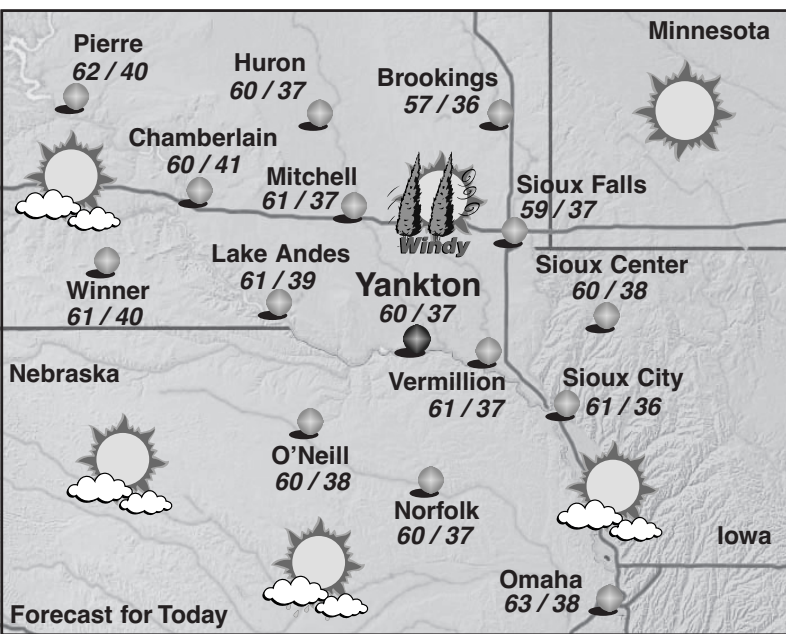 Pierre
62 / 40
Huron
60 / 37
Brookings
57 / 36
Minnesota
Chamberlain
60 / 41
Mitchell
61 / 37
Windy
Sioux Falls
59 / 37
Winner
61 / 40
Lake Andes
61 / 39
Yankton
60 / 37
Sioux Center
60 / 38
Nebraska
Vermillion
61 / 37
Sioux City
61 / 36
O'Neill
60 / 38
Norfolk
60 / 37
Iowa
Omaha
63 / 38
Forecast for Today